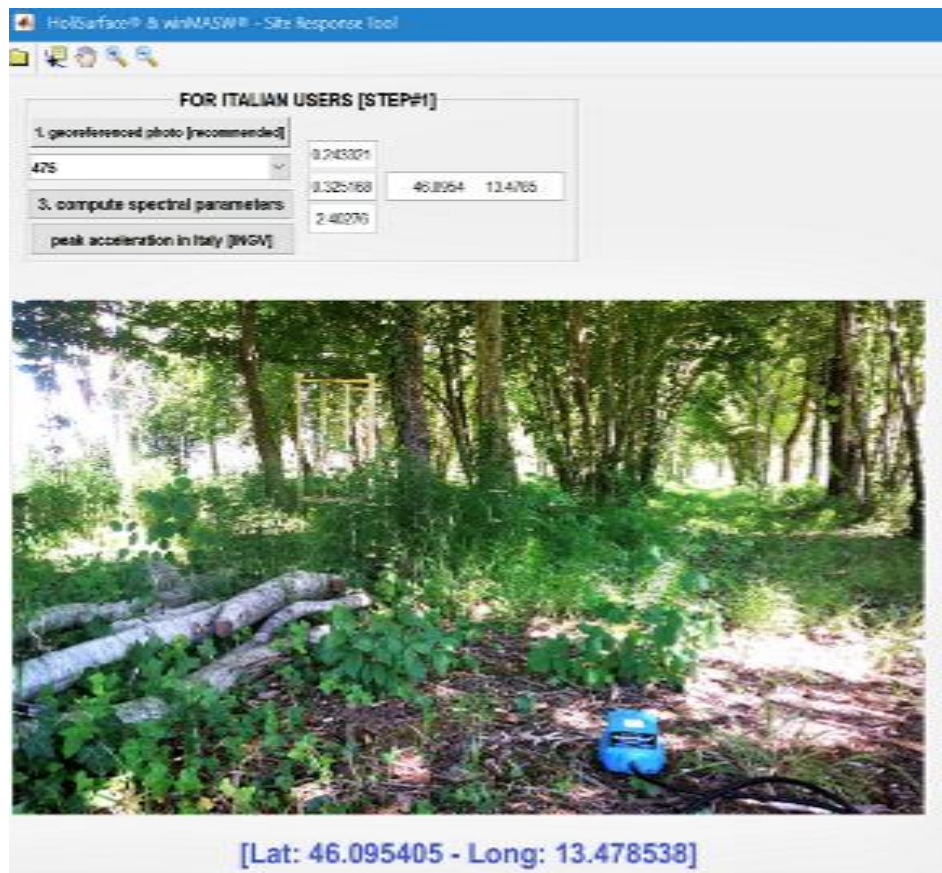 HoliSurface® & winMASW® - Site Response Tool
FOR ITALIAN USERS [STEP#1]
1. georeferenced photo [recommended]
475
0.243321
0.325168
46.0954 13.4785
3. compute spectral parameters
2.40276
peak acceleration in Italy [INGV]
[Lat: 46.095405 - Long: 13.478538]